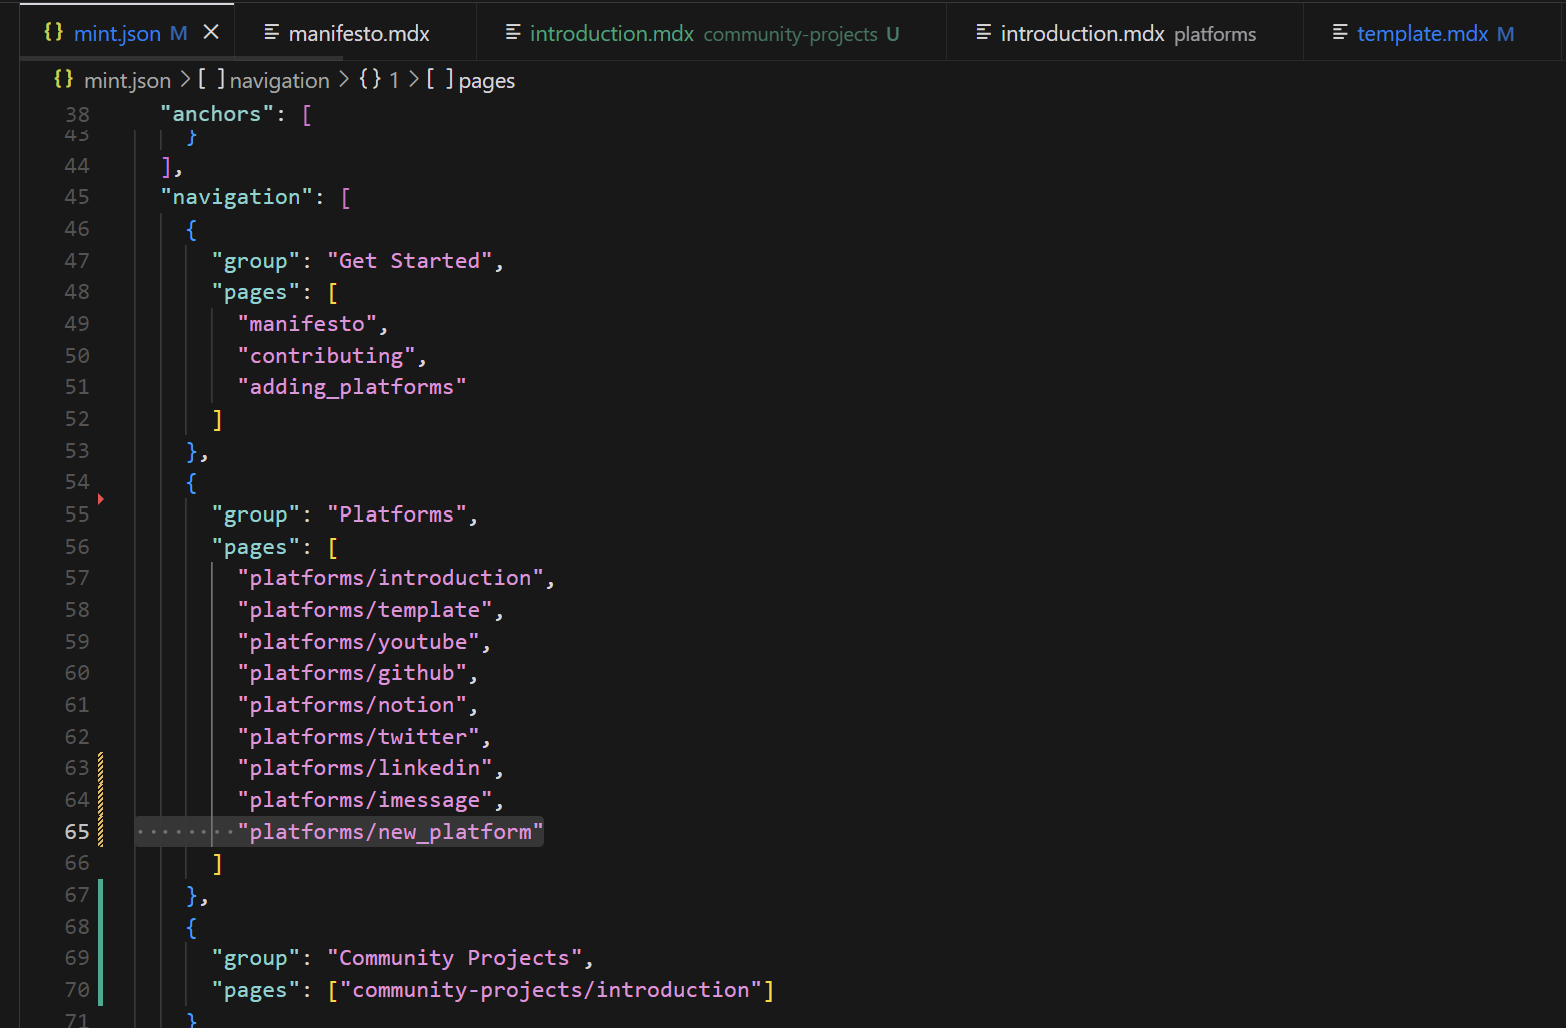 {} mint.json M × manifesto.mdx introduction.mdx community-projects U introduction.mdx platforms template.mdx M
{} mint.json > [ ] navigation > {} 1 > [ ] pages
38 "anchors": [
43 }
44 ],
45 "navigation": [
46 {
47 "group": "Get Started",
48 "pages": [
49 "manifesto",
50 "contributing",
51 "adding_platforms"
52 ]
53 },
54 {
55 "group": "Platforms",
56 "pages": [
57 "platforms/introduction",
58 "platforms/template",
59 "platforms/youtube",
60 "platforms/github",
61 "platforms/notion",
62 "platforms/twitter",
63 "platforms/linkedin",
64 "platforms/imessage",
65 ········"platforms/new_platform"
66 ]
67 },
68 {
69 "group": "Community Projects",
70 "pages": ["community-projects/introduction"]
71 }